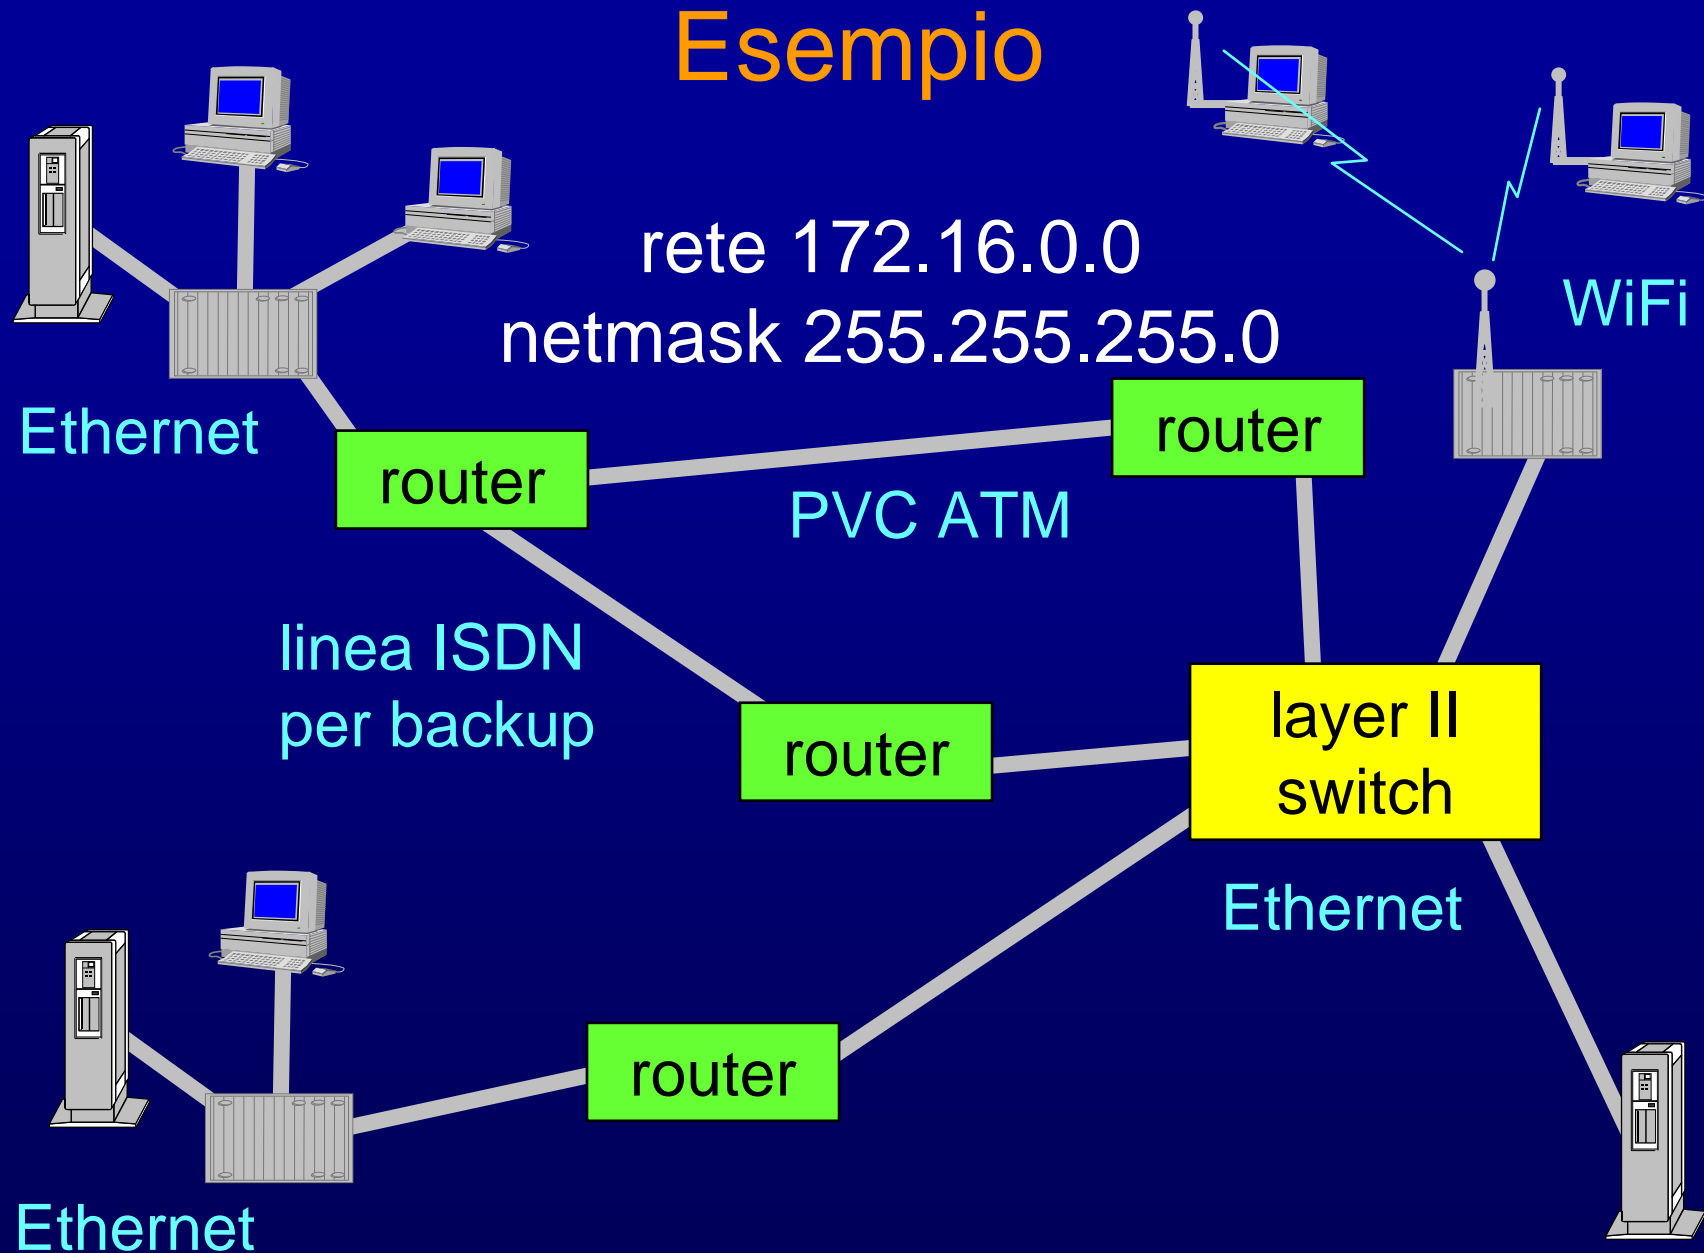 Esempio
rete 172.16.0.0
netmask 255.255.255.0
WiFi
Ethernet
router
router
PVC ATM
linea ISDN
per backup
router
layer II
switch
Ethernet
router
Ethernet